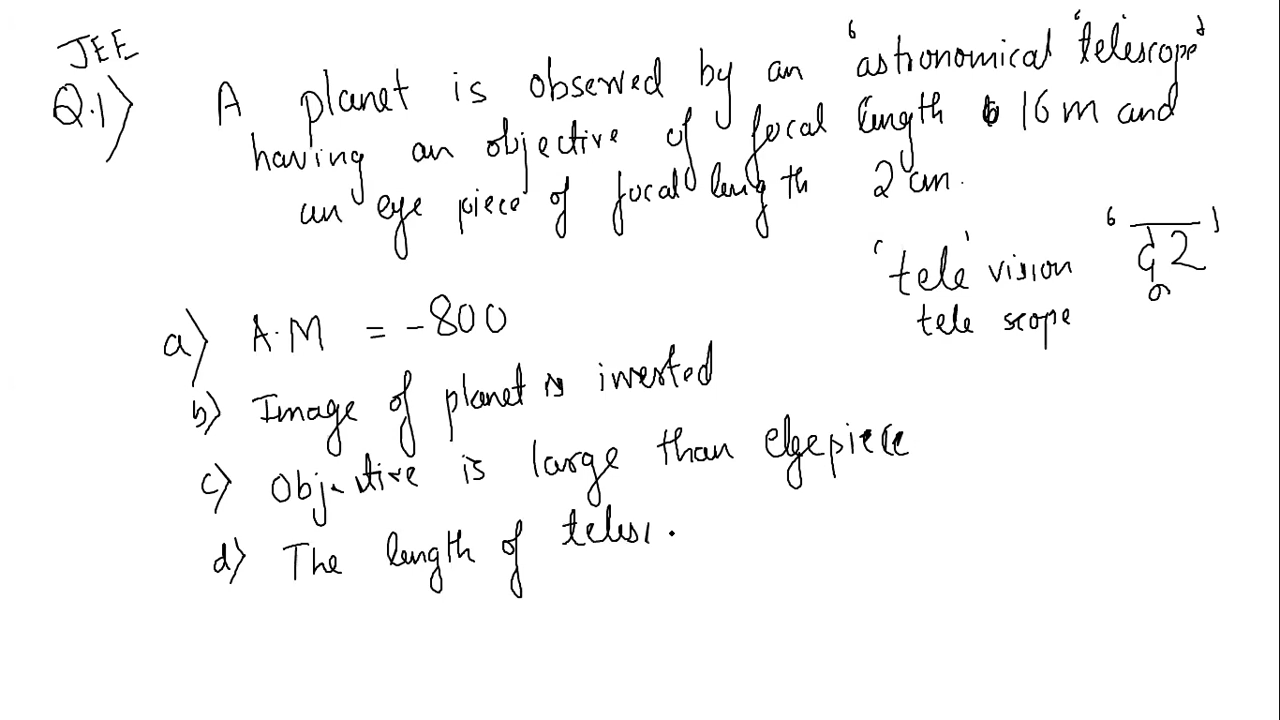 JEE
Q.1) A planet is observed by an 'astronomical 'telescope'
having an objective of focal length 16 m and
an eye piece of focal length 2 cm.
'tele' vision
tele scope
a) A.M = -800
b) Image of planet is inverted
c) Objective is large than eyepiece
d) The length of teles